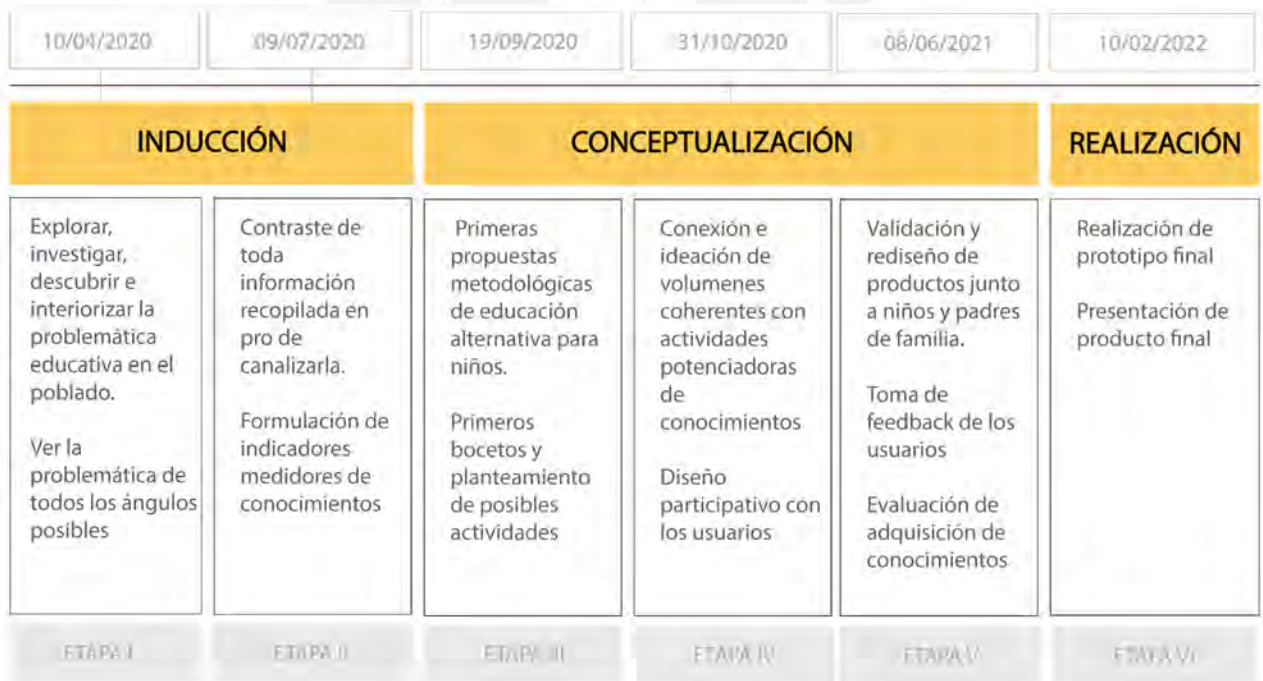 10/04/2020
09/07/2020
19/09/2020
31/10/2020
08/06/2021
10/02/2022
INDUCCIÓN
CONCEPTUALIZACIÓN
REALIZACIÓN
Explorar,
investigar,
descubrir e
interiorizar la
problemática
educativa en el
poblado.
Ver la
problemática de
todos los ángulos
posibles
Contraste de
toda
información
recopilada en
pro de
canalizarla.
Formulación de
indicadores
medidores de
conocimientos
Primeras
propuestas
metodológicas
de educación
alternativa para
niños.
Primeros
bocetos y
planteamiento
de posibles
actividades
Conexión e
ideación de
volumenes
coherentes con
actividades
potenciadoras
de
conocimientos
Diseño
participativo con
los usuarios
Validación y
rediseño de
productos junto
a niños y padres
de familia.
Toma de
feedback de los
usuarios
Evaluación de
adquisición de
conocimientos
Realización de
prototipo final
Presentación de
producto final
ETAPA I
ETAPA II
ETAPA III
ETAPA IV
ETAPA V
ETAPA VI